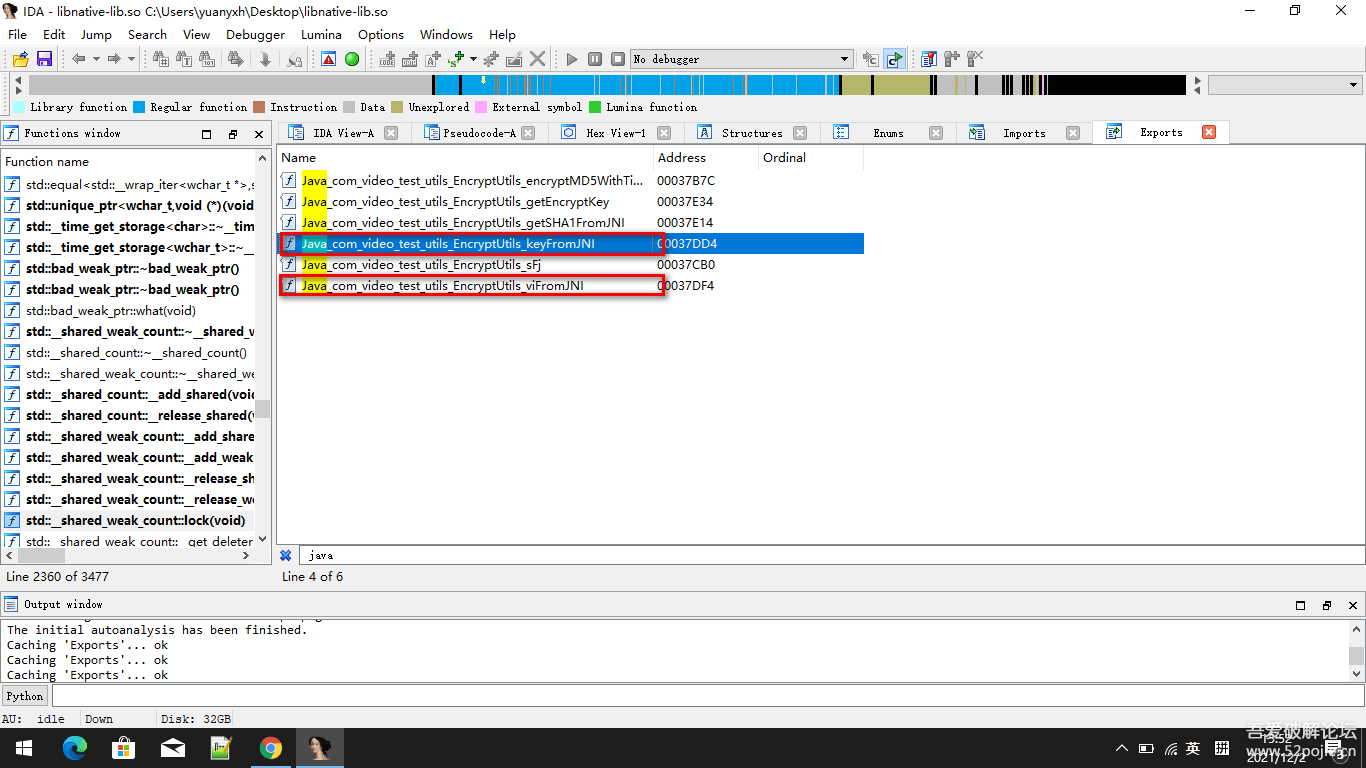 IDA - libnative-lib.so C:\Users\yuanyxh\Desktop\libnative-lib.so
File Edit Jump Search View Debugger Lumina Options Windows Help
No debugger
Library function Regular function Instruction Data Unexplored External symbol Lumina function
Functions window
IDA View-A Pseudocode-A Hex View-1 Structures Enums Imports Exports
Function name
std::equal<std::__wrap_iter<wchar_t *>,s
std::unique_ptr<wchar_t,void (*)(void
std::__time_get_storage<char>::~__tim
std::__time_get_storage<wchar_t>::~_
std::bad_weak_ptr::~bad_weak_ptr()
std::bad_weak_ptr::~bad_weak_ptr()
std::bad_weak_ptr::what(void)
std::__shared_weak_count::~__shared_w
std::__shared_count::~__shared_count()
std::__shared_weak_count::~__shared_we
std::__shared_count::__add_shared(void
std::__shared_count::__release_shared(v
std::__shared_weak_count::__add_share
std::__shared_weak_count::__add_weak
std::__shared_weak_count::__release_sh
std::__shared_weak_count::__release_we
std::__shared_weak_count::lock(void)
std::__shared_weak_count::__get_deleter
Line 2360 of 3477
Name Address Ordinal
Java_com_video_test_utils_EncryptUtils_encryptMD5WithTi... 00037B7C
Java_com_video_test_utils_EncryptUtils_getEncryptKey 00037E34
Java_com_video_test_utils_EncryptUtils_getSHA1FromJNI 00037E14
Java_com_video_test_utils_EncryptUtils_keyFromJNI 00037DD4
Java_com_video_test_utils_EncryptUtils_sFj 00037CB0
Java_com_video_test_utils_EncryptUtils_viFromJNI 00037DF4
java
Line 4 of 6
Output window
The initial autoanalysis has been finished.
Caching 'Exports'... ok
Caching 'Exports'... ok
Caching 'Exports'... ok
Python
AU: idle Down Disk: 32GB
英
吾爱破解论坛
www.52pojie.cn
2021/12/2